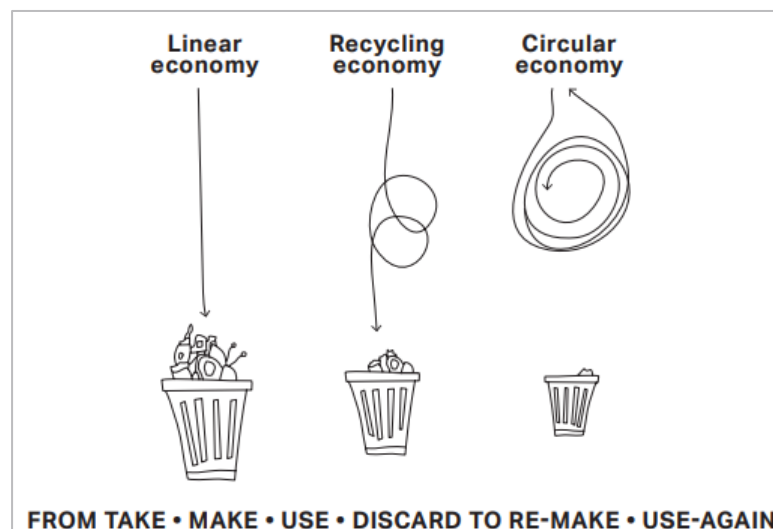 Linear
economy
Recycling
economy
Circular
economy
FROM TAKE • MAKE • USE • DISCARD TO RE-MAKE • USE-AGAIN